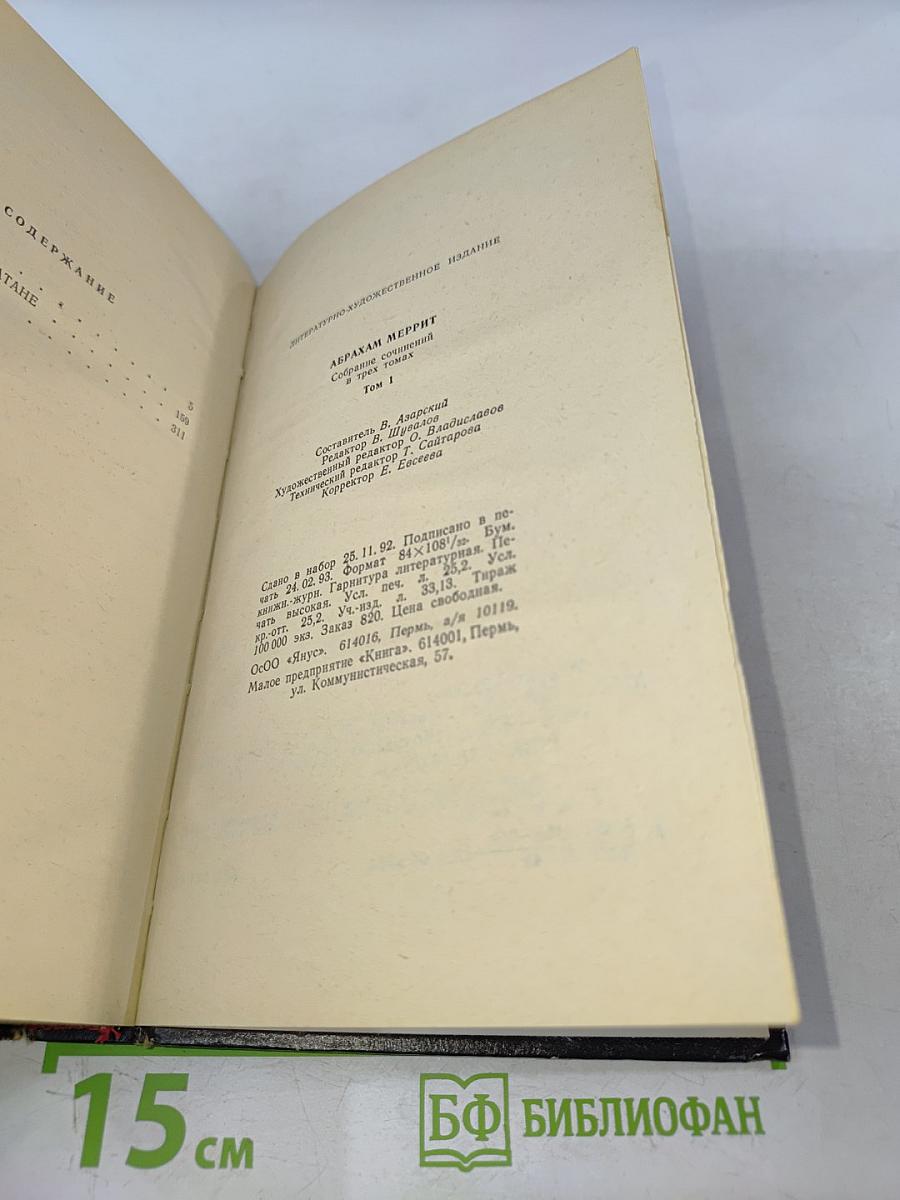 СОДЕРЖАНИЕ
АТАНЕ
5
159
311
ЛИТЕРАТУРНО-ХУДОЖЕСТВЕННОЕ ИЗДАНИЕ
АБРАХАМ МЕРРИТ
Собрание сочинений
в трех томах
Том 1
Составитель В. Азарский
Редактор В. Шувалов
Художественный редактор О. Владиславов
Технический редактор Т. Сайтарова
Корректор Е. Евсеева
Сдано в набор 25.11.92. Подписано в пе-
чать 24.02.93. Формат 84×108¹/₃₂. Бум.
книжн.-журн. Гарнитура литературная. Пе-
чать высокая. Усл. печ. л. 25,2. Усл.
кр.-отт. 25,2. Уч.-изд. л. 33,13. Тираж
100 000 экз. Заказ 820. Цена свободная.
ОсОО «Янус». 614016, Пермь, а/я 10119.
Малое предприятие «Книга». 614001, Пермь,
ул. Коммунистическая, 57.
15 см
БФ БИБЛИОФАН